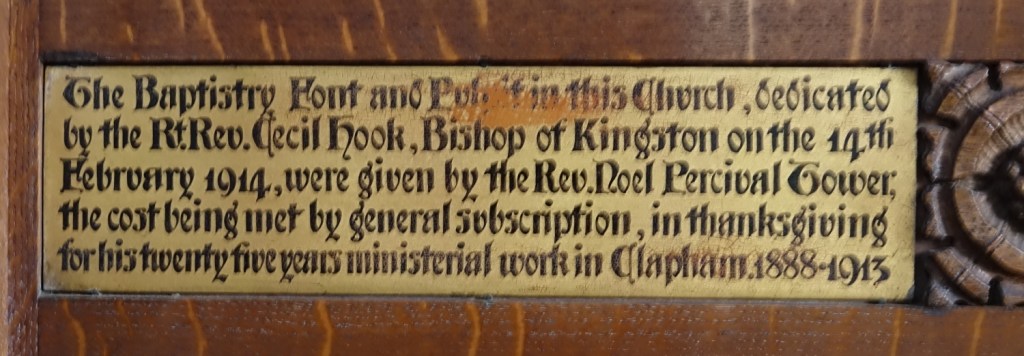 The Baptistry Font and Pulpit in this Church, dedicated
by the Rt. Rev. Cecil Hook, Bishop of Kingston on the 14th
February 1914, were given by the Rev. Noel Percival Gower,
the cost being met by general subscription, in thanksgiving
for his twenty five years ministerial work in Clapham. 1888-1913